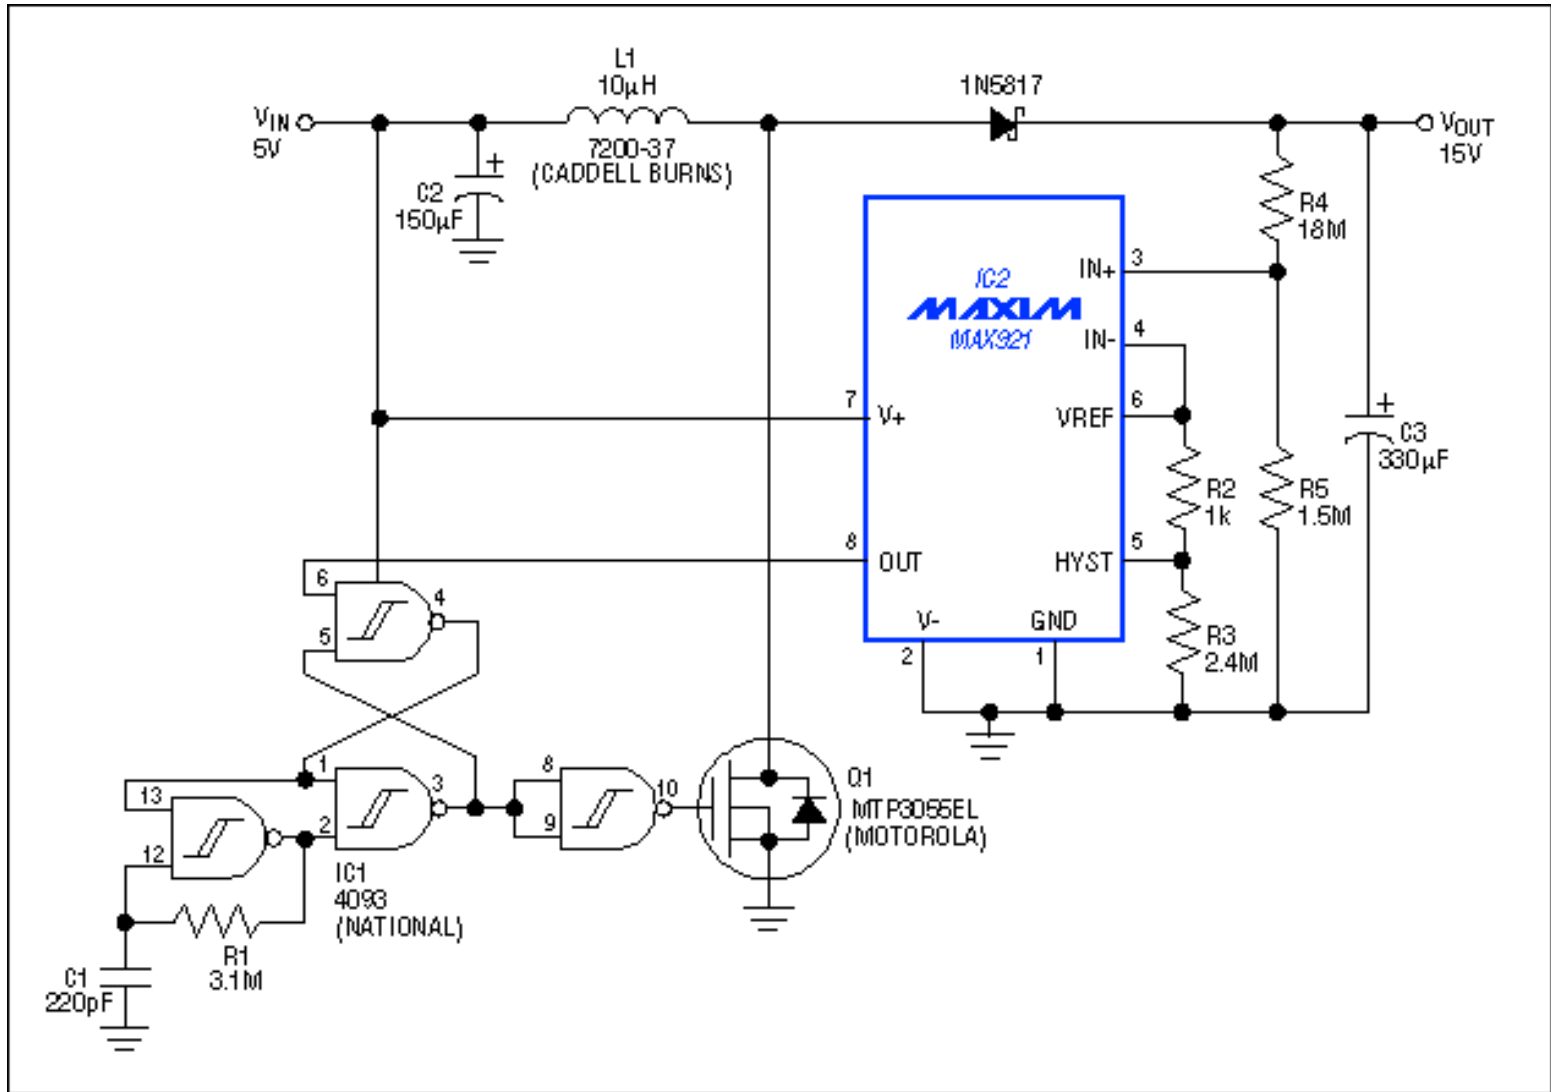 L1
10µH
7200-37
(CADDELL BURNS)
1N5817
VIN
5V
VOUT
15V
+
C2
150µF
R4
18M
IC2
MAXIM
MAX921
IN+
3
IN-
4
7
V+
VREF
6
+
C3
330µF
R2
1k
R5
1.5M
8
OUT
HYST
5
6
4
5
V-
GND
2
1
R3
2.4M
13
1
3
8
10
12
2
9
Q1
MTP3055EL
(MOTOROLA)
IC1
4093
(NATIONAL)
R1
3.1M
C1
220pF